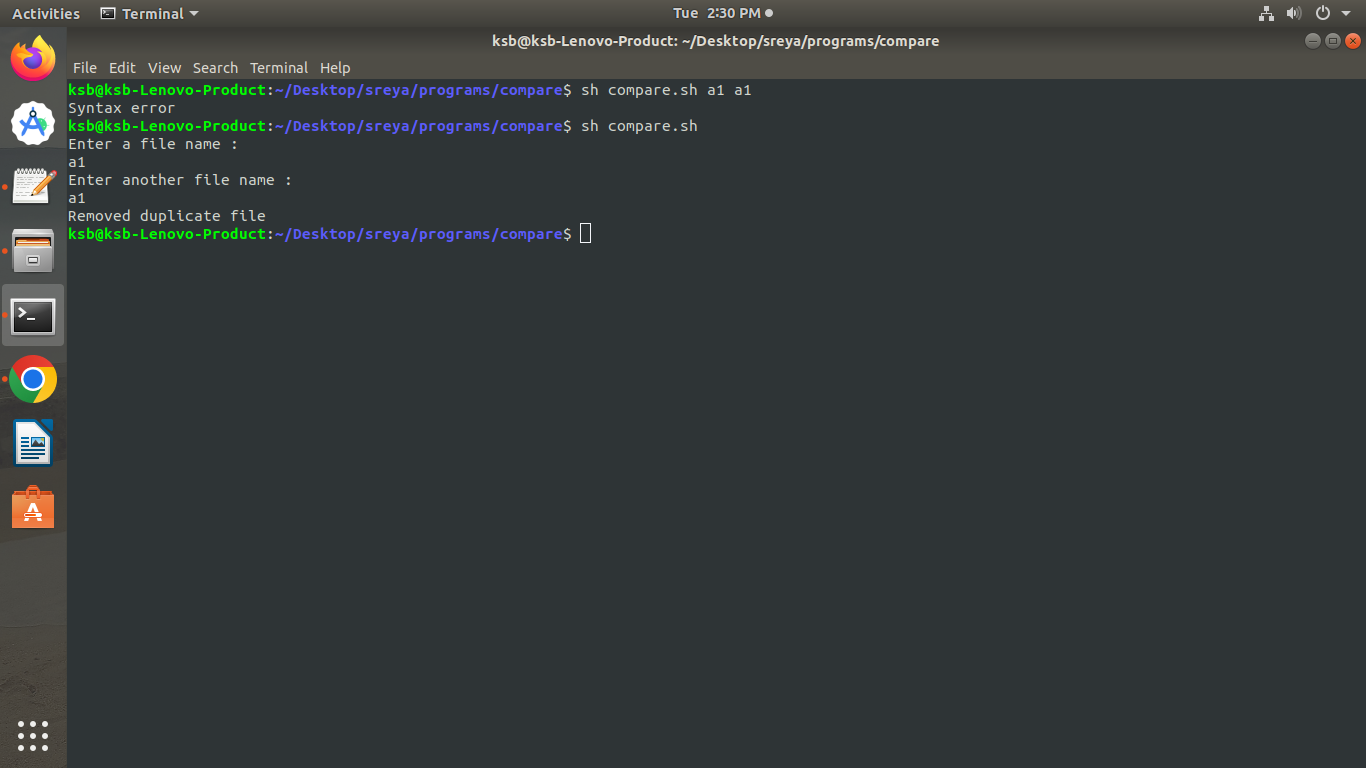 Activities Terminal Tue 2:30 PM
ksb@ksb-Lenovo-Product: ~/Desktop/sreya/programs/compare
File Edit View Search Terminal Help
ksb@ksb-Lenovo-Product:~/Desktop/sreya/programs/compare$ sh compare.sh a1 a1
Syntax error
ksb@ksb-Lenovo-Product:~/Desktop/sreya/programs/compare$ sh compare.sh
Enter a file name :
a1
Enter another file name :
a1
Removed duplicate file
ksb@ksb-Lenovo-Product:~/Desktop/sreya/programs/compare$